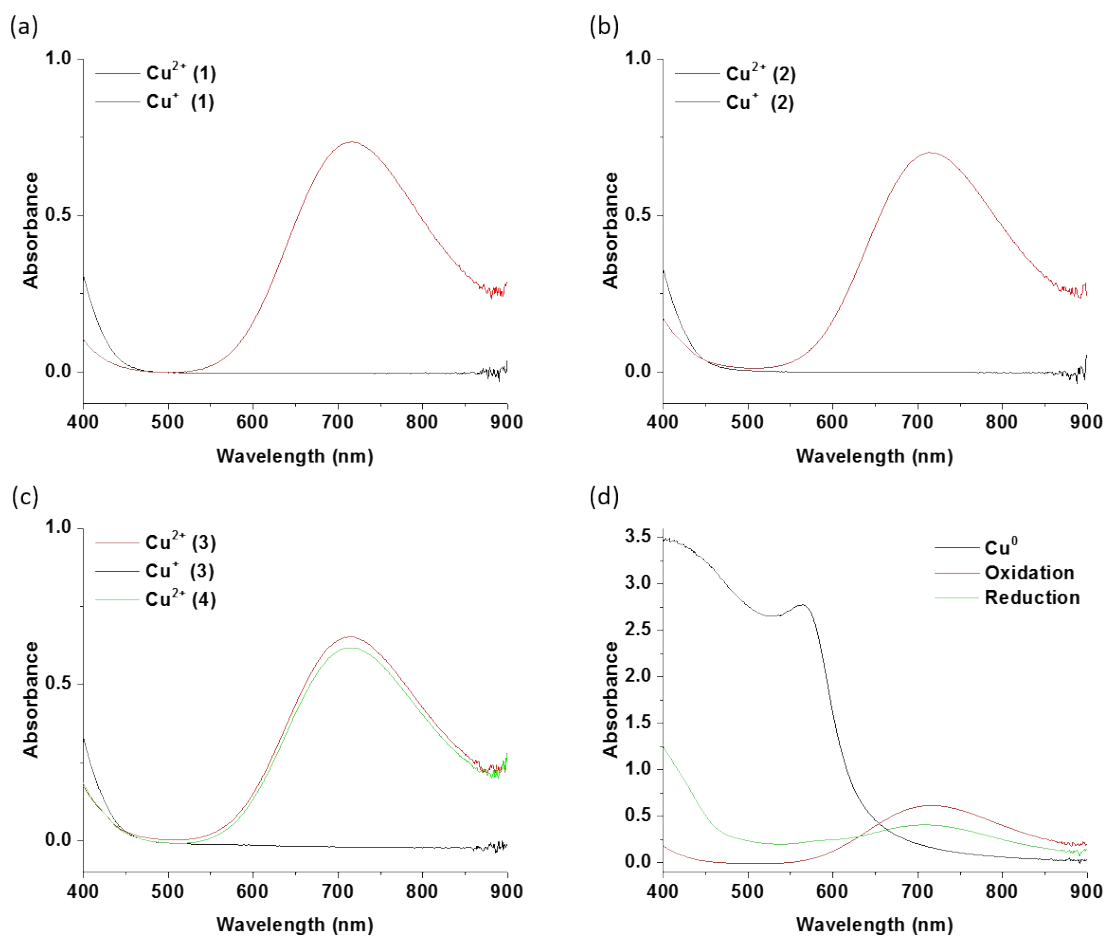 (a)
1.0
0.5
0.0
Absorbance
Cu²⁺ (1)
Cu⁺ (1)
400 500 600 700 800 900
Wavelength (nm)
(b)
1.0
0.5
0.0
Absorbance
Cu²⁺ (2)
Cu⁺ (2)
400 500 600 700 800 900
Wavelength (nm)
(c)
1.0
0.5
0.0
Absorbance
Cu²⁺ (3)
Cu⁺ (3)
Cu²⁺ (4)
400 500 600 700 800 900
Wavelength (nm)
(d)
3.5
3.0
2.5
2.0
1.5
1.0
0.5
0.0
Absorbance
Cu⁰
Oxidation
Reduction
400 500 600 700 800 900
Wavelength (nm)